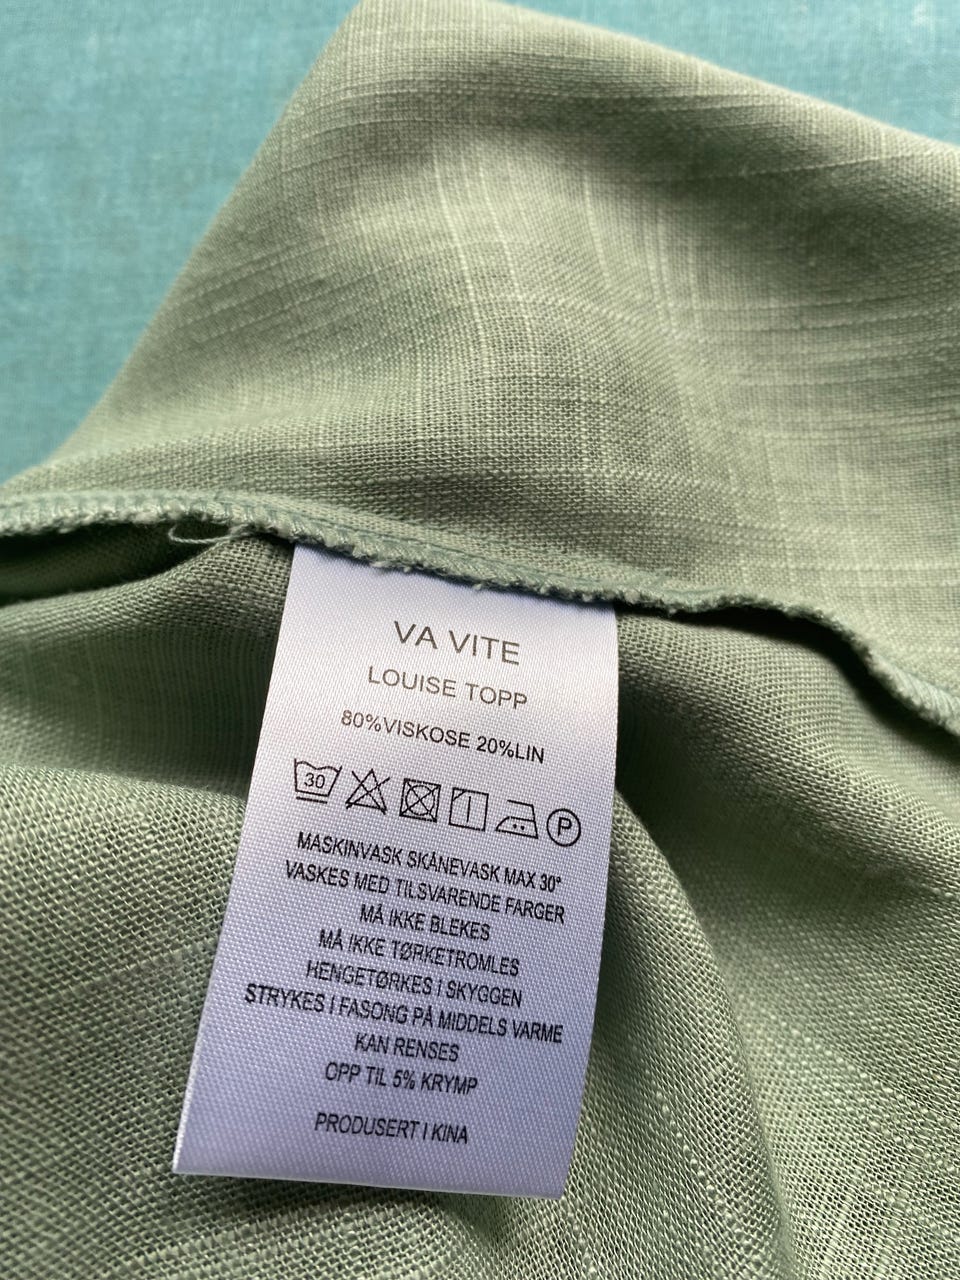 VA VITE
LOUISE TOPP
80%VISKOSE 20%LIN
30 P
MASKINVASK SKÅNEVASK MAX 30°
VASKES MED TILSVARENDE FARGER
MÅ IKKE BLEKES
MÅ IKKE TØRKETROMLES
HENGETØRKES I SKYGGEN
STRYKES I FASONG PÅ MIDDELS VARME
KAN RENSES
OPP TIL 5% KRYMP
PRODUSERT I KINA